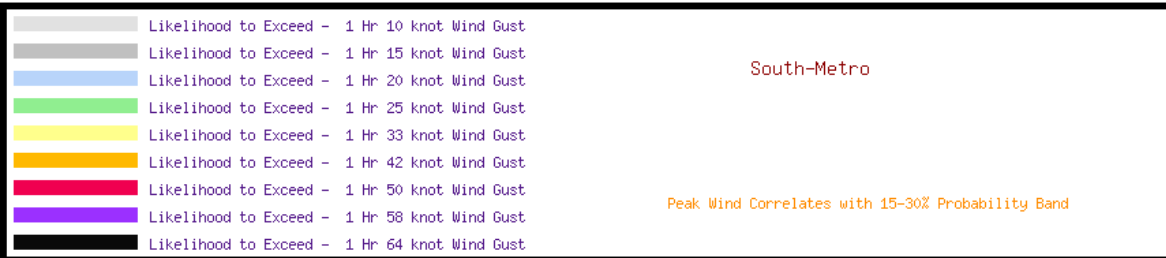 Likelihood to Exceed -  1 Hr 10 knot Wind Gust
Likelihood to Exceed -  1 Hr 15 knot Wind Gust
Likelihood to Exceed -  1 Hr 20 knot Wind Gust
Likelihood to Exceed -  1 Hr 25 knot Wind Gust
Likelihood to Exceed -  1 Hr 33 knot Wind Gust
Likelihood to Exceed -  1 Hr 42 knot Wind Gust
Likelihood to Exceed -  1 Hr 50 knot Wind Gust
Likelihood to Exceed -  1 Hr 58 knot Wind Gust
Likelihood to Exceed -  1 Hr 64 knot Wind Gust
South-Metro
Peak Wind Correlates with 15-30% Probability Band